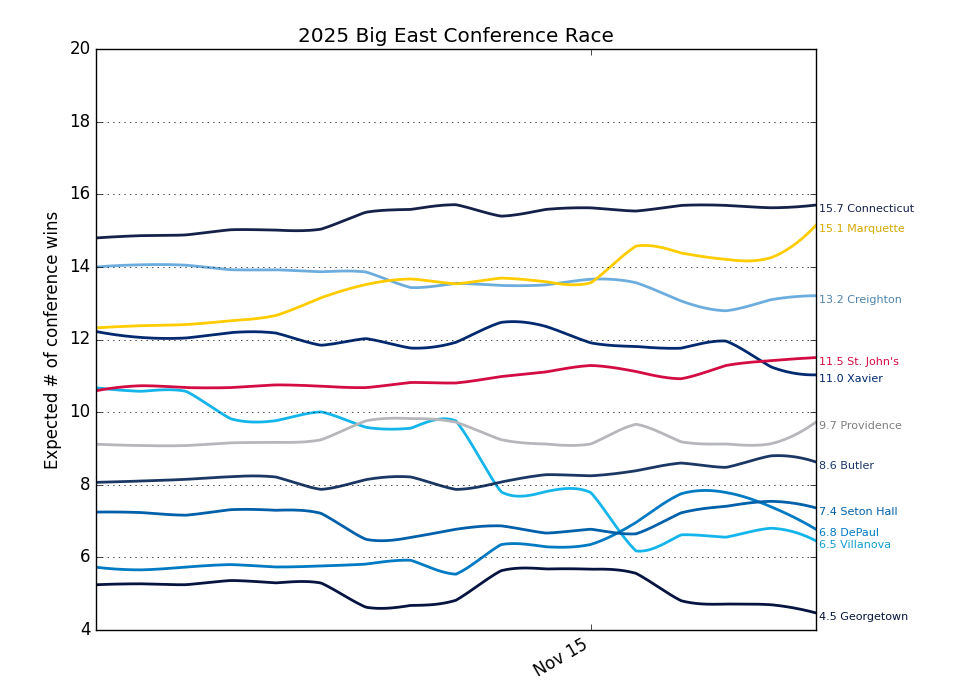 2025 Big East Conference Race
Expected # of conference wins
20
18
16
14
12
10
8
6
4
Nov 15
15.7 Connecticut
15.1 Marquette
13.2 Creighton
11.5 St. John's
11.0 Xavier
9.7 Providence
8.6 Butler
7.4 Seton Hall
6.8 DePaul
6.5 Villanova
4.5 Georgetown